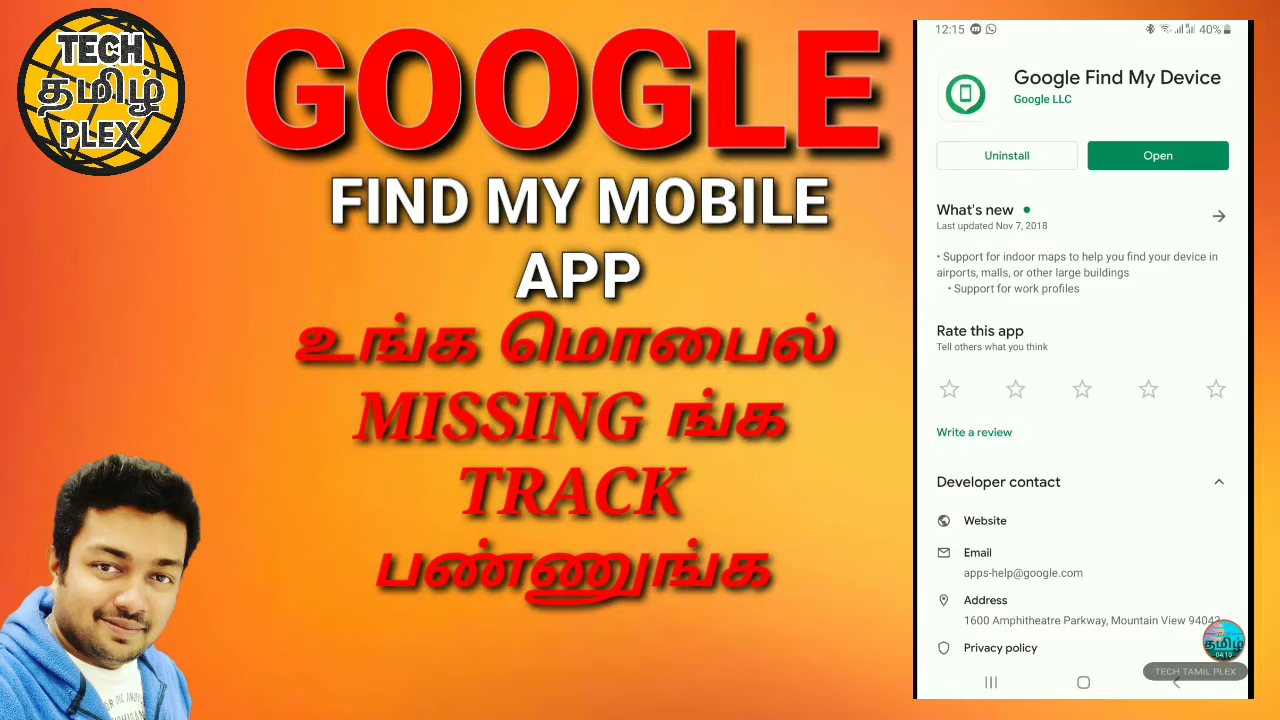 TECH
தமிழ்
PLEX
GOOGLE
FIND MY MOBILE
APP
உங்க மொபைல்
MISSING ங்க
TRACK
பண்ணுங்க
12:15
40%
Google Find My Device
Google LLC
Uninstall
Open
What's new
Last updated Nov 7, 2018
• Support for indoor maps to help you find your device in
airports, malls, or other large buildings
• Support for work profiles
Rate this app
Tell others what you think
Write a review
Developer contact
Website
Email
apps-help@google.com
Address
1600 Amphitheatre Parkway, Mountain View 94043
Privacy policy
தமிழ்
04:10
TECH TAMIL PLEX